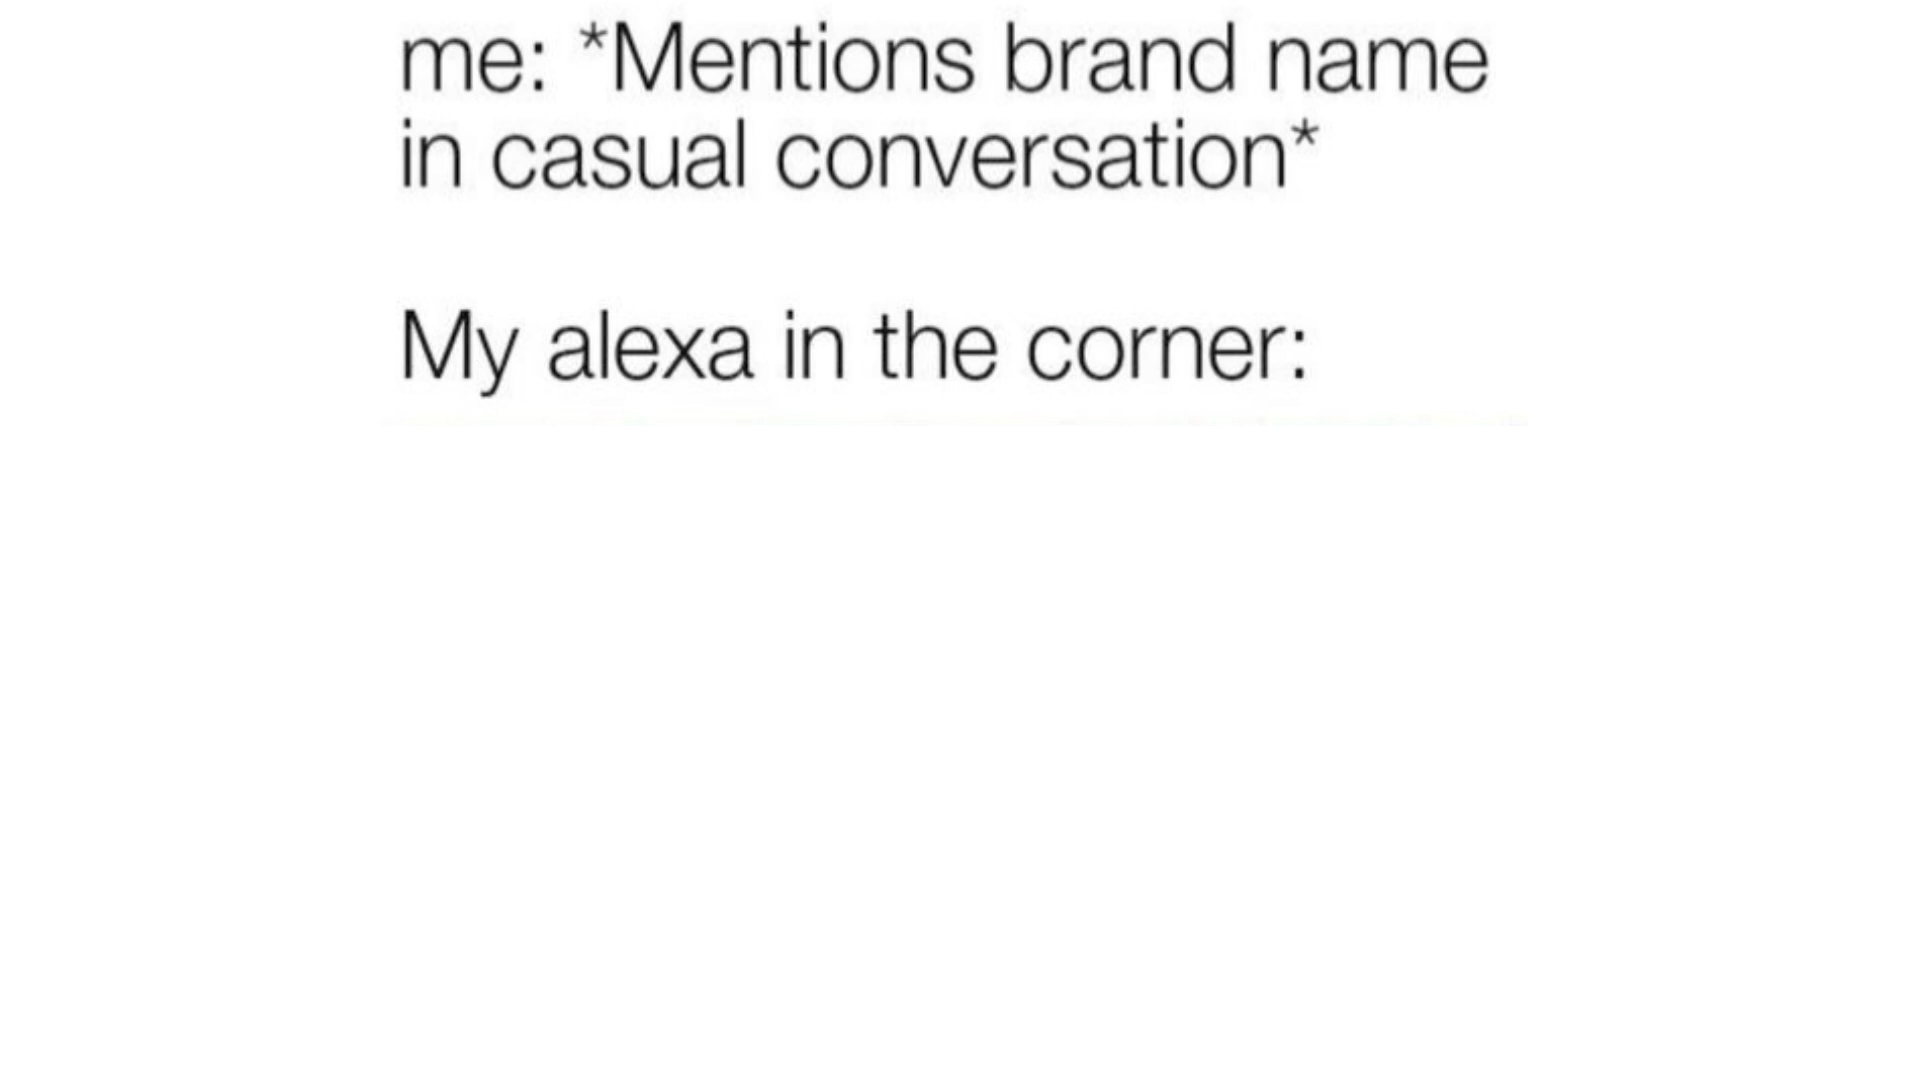 me: *Mentions brand name
in casual conversation*
My alexa in the corner: